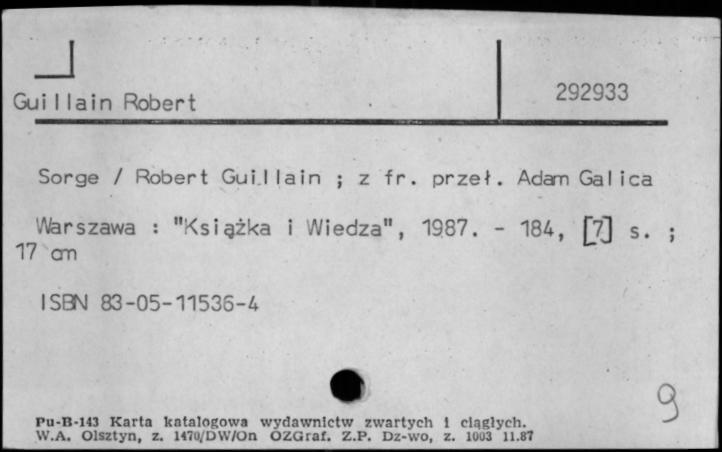 Guillain Robert
292933
Sorge / Robert Guillain ; z fr. przeł. Adam Galica
Warszawa : "Książka i Wiedza", 1987. - 184, [7] s. ;
17 cm
ISBN 83-05-11536-4
9
Pu-B-143 Karta katalogowa wydawnictw zwartych i ciągłych.
W.A. Olsztyn, z. 1470/DW/On OZGraf. Z.P. Dz-wo, z. 1003 11.87